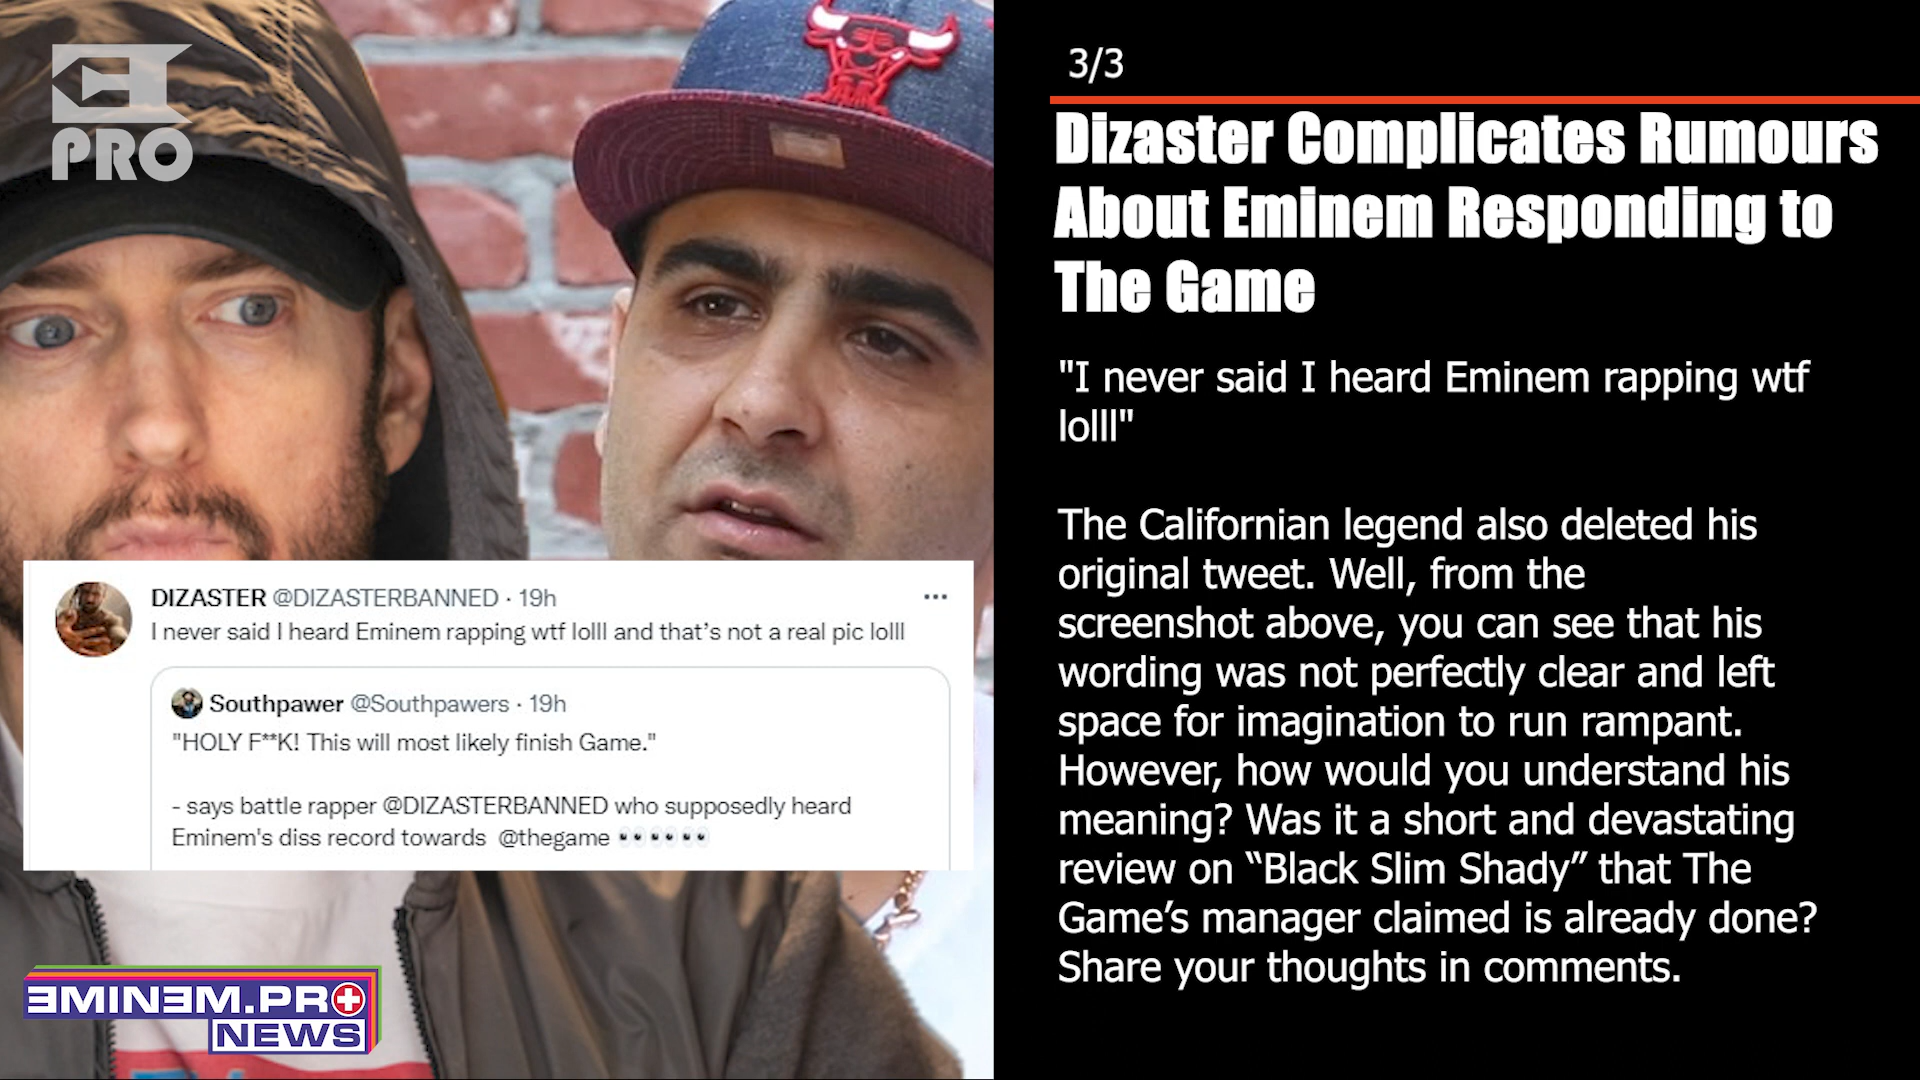 PRO
3/3
Dizaster Complicates Rumours
About Eminem Responding to
The Game
"I never said I heard Eminem rapping wtf
lolll"
The Californian legend also deleted his
original tweet. Well, from the
screenshot above, you can see that his
wording was not perfectly clear and left
space for imagination to run rampant.
However, how would you understand his
meaning? Was it a short and devastating
review on “Black Slim Shady” that The
Game’s manager claimed is already done?
Share your thoughts in comments.
DIZASTER @DIZASTERBANNED · 19h
I never said I heard Eminem rapping wtf lolll and that’s not a real pic lolll
Southpawer @Southpawers · 19h
"HOLY F**K! This will most likely finish Game."
- says battle rapper @DIZASTERBANNED who supposedly heard
Eminem's diss record towards @thegame 👀👀👀
ƎMINƎM.PRO
NEWS